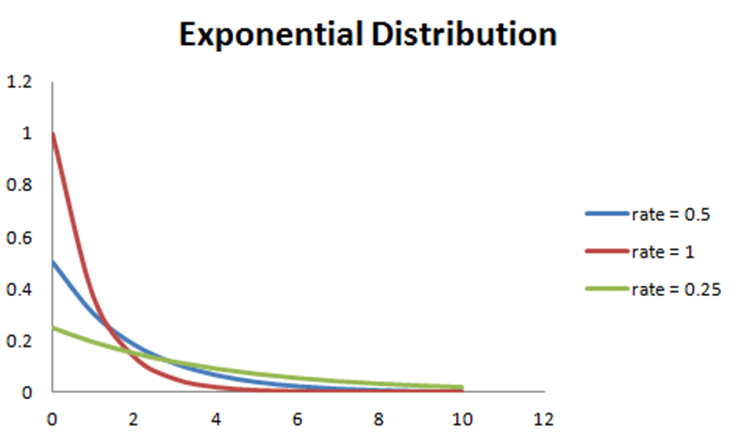 Exponential Distribution
1.2
1
0.8
0.6
0.4
0.2
0
0 2 4 6 8 10 12
rate = 0.5
rate = 1
rate = 0.25